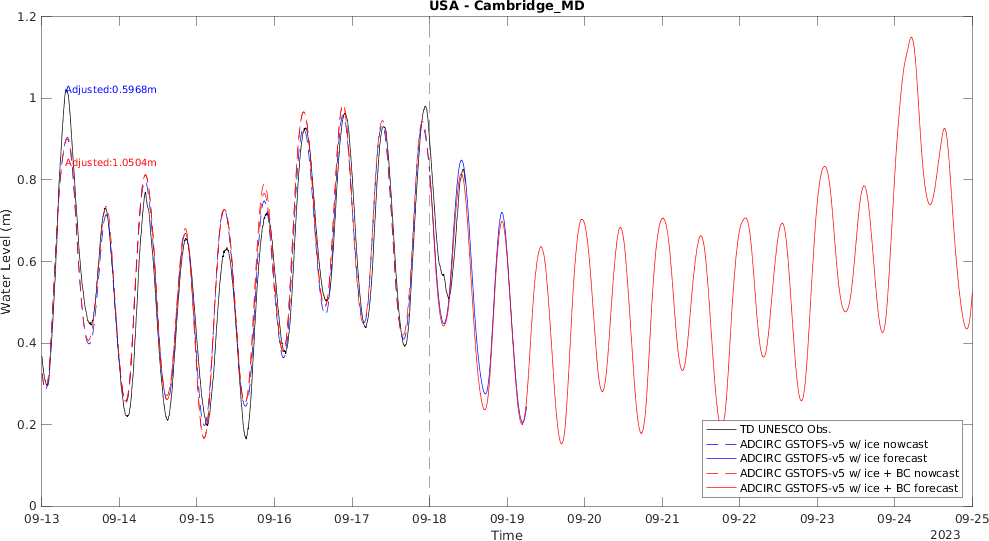 USA - Cambridge_MD
1.2
1
0.8
0.6
0.4
0.2
0
Water Level (m)
Adjusted:0.5968m
Adjusted:1.0504m
TD UNESCO Obs.
ADCIRC GSTOFS-v5 w/ ice nowcast
ADCIRC GSTOFS-v5 w/ ice forecast
ADCIRC GSTOFS-v5 w/ ice + BC nowcast
ADCIRC GSTOFS-v5 w/ ice + BC forecast
09-13 09-14 09-15 09-16 09-17 09-18 09-19 09-20 09-21 09-22 09-23 09-24 09-25
Time
2023